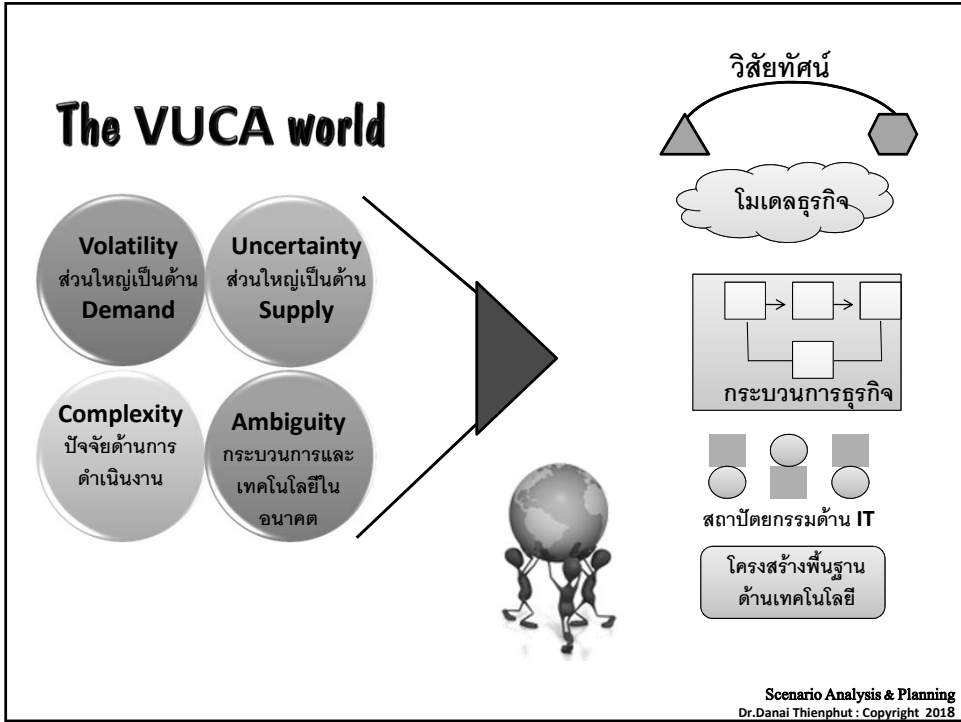 The VUCA world
Volatility
ส่วนใหญ่เป็นด้าน
Demand
Uncertainty
ส่วนใหญ่เป็นด้าน
Supply
Complexity
ปัจจัยด้านการ
ดำเนินงาน
Ambiguity
กระบวนการและ
เทคโนโลยีใน
อนาคต
วิสัยทัศน์
โมเดลธุรกิจ
กระบวนการธุรกิจ
สถาปัตยกรรมด้าน IT
โครงสร้างพื้นฐาน
ด้านเทคโนโลยี
Scenario Analysis & Planning
Dr.Danai Thienphut : Copyright 2018